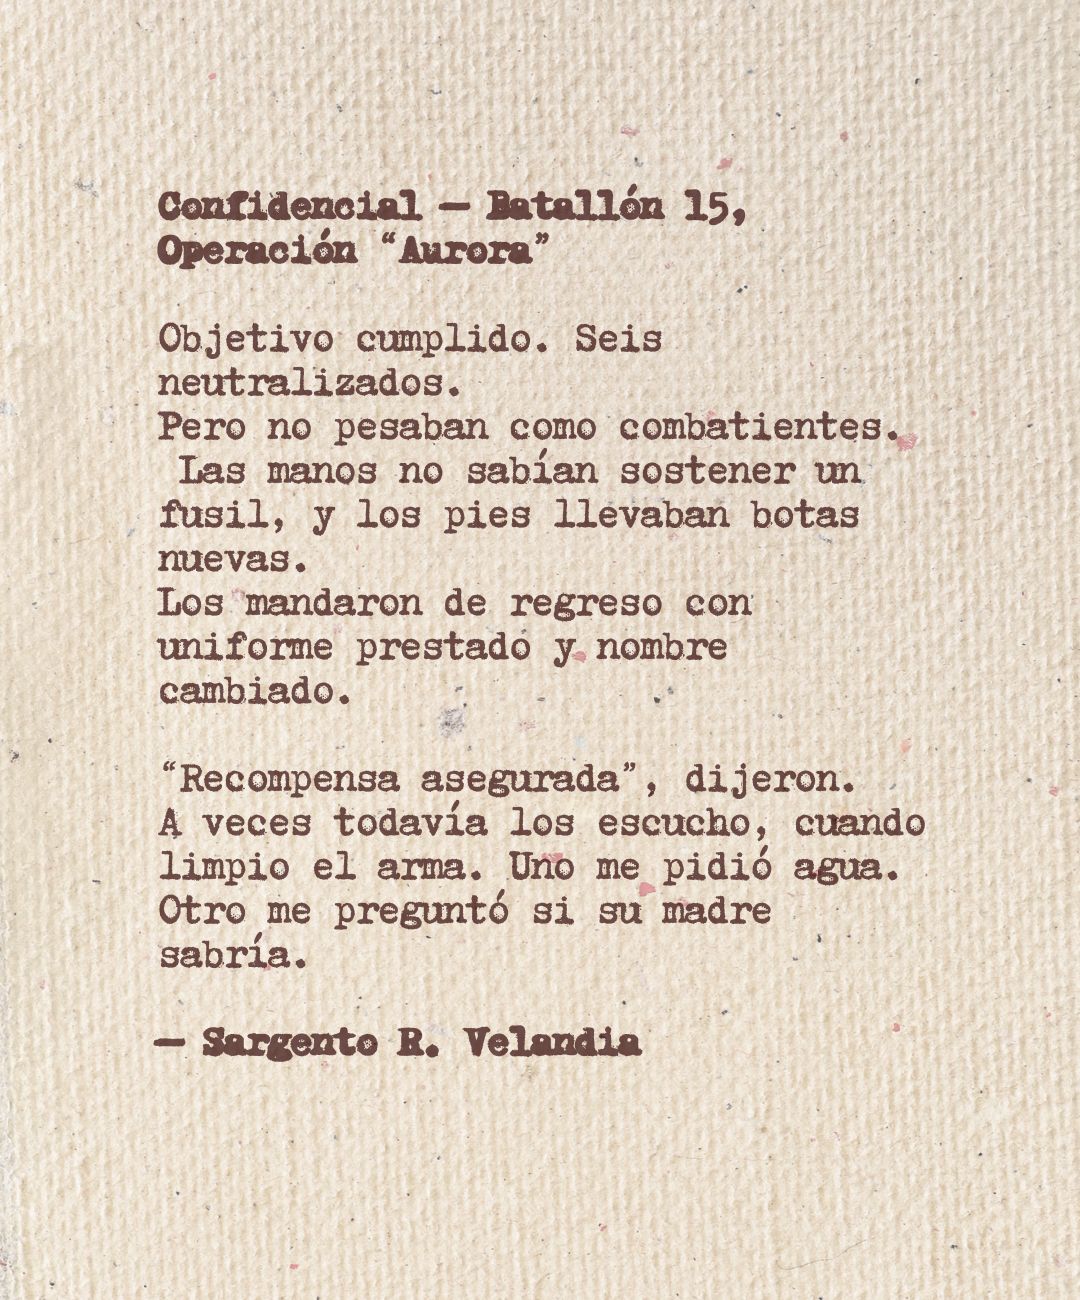 Confidencial — Batallón 15,
Operación “Aurora”
Objetivo cumplido. Seis
neutralizados.
Pero no pesaban como combatientes.
Las manos no sabían sostener un
fusil, y los pies llevaban botas
nuevas.
Los mandaron de regreso con
uniforme prestado y nombre
cambiado.
“Recompensa asegurada”, dijeron.
A veces todavía los escucho, cuando
limpio el arma. Uno me pidió agua.
Otro me preguntó si su madre
sabría.
— Sargento R. Velandia